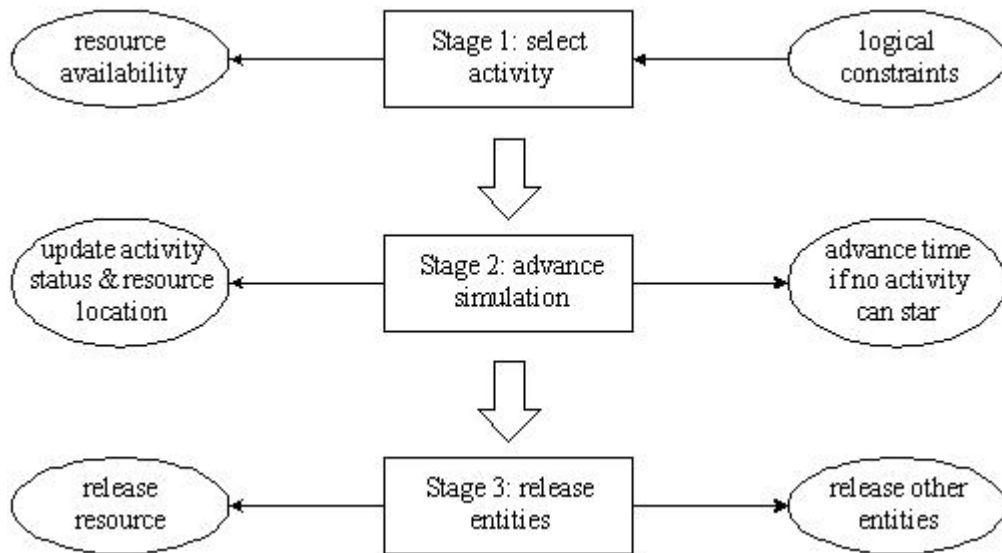 resource
availability
Stage 1: select
activity
logical
constraints
update activity
status & resource
location
Stage 2: advance
simulation
advance time
if no activity
can star
release
resource
Stage 3: release
entities
release other
entities